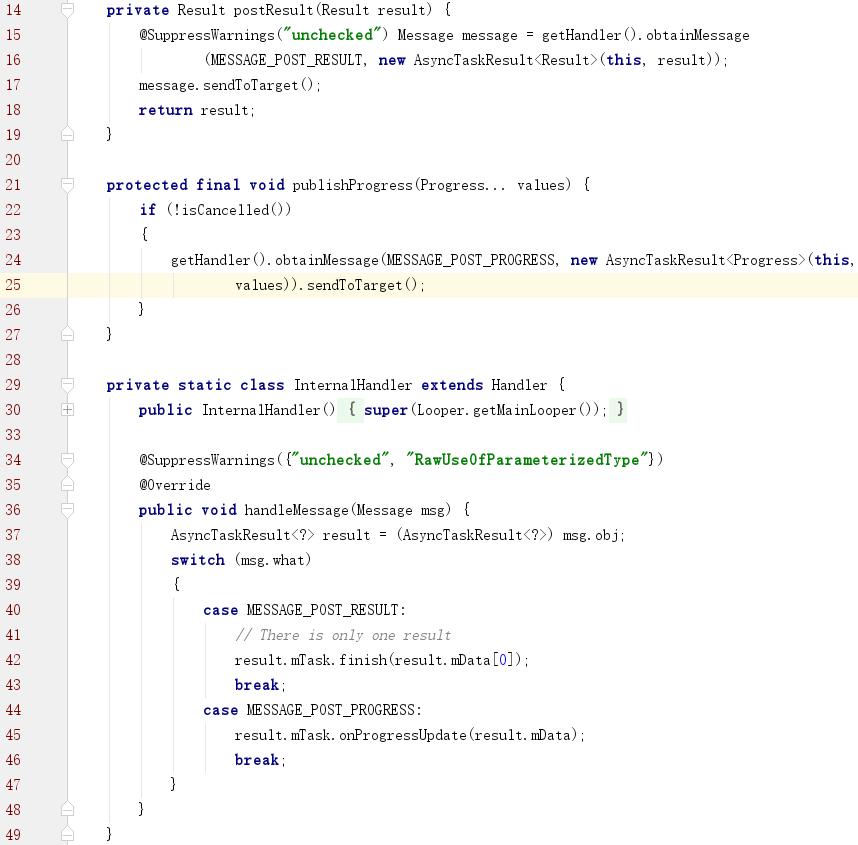 14 private Result postResult(Result result) {
15 @SuppressWarnings("unchecked") Message message = getHandler().obtainMessage
16 (MESSAGE_POST_RESULT, new AsyncTaskResult<Result>(this, result));
17 message.sendToTarget();
18 return result;
19 }
20
21 protected final void publishProgress(Progress... values) {
22 if (!isCancelled())
23 {
24 getHandler().obtainMessage(MESSAGE_POST_PROGRESS, new AsyncTaskResult<Progress>(this,
25 values)).sendToTarget();
26 }
27 }
28
29 private static class InternalHandler extends Handler {
30 public InternalHandler() { super(Looper.getMainLooper()); }
33
34 @SuppressWarnings({"unchecked", "RawUseOfParameterizedType"})
35 @Override
36 public void handleMessage(Message msg) {
37 AsyncTaskResult<?> result = (AsyncTaskResult<?>) msg.obj;
38 switch (msg.what)
39 {
40 case MESSAGE_POST_RESULT:
41 // There is only one result
42 result.mTask.finish(result.mData[0]);
43 break;
44 case MESSAGE_POST_PROGRESS:
45 result.mTask.onProgressUpdate(result.mData);
46 break;
47 }
48 }
49 }